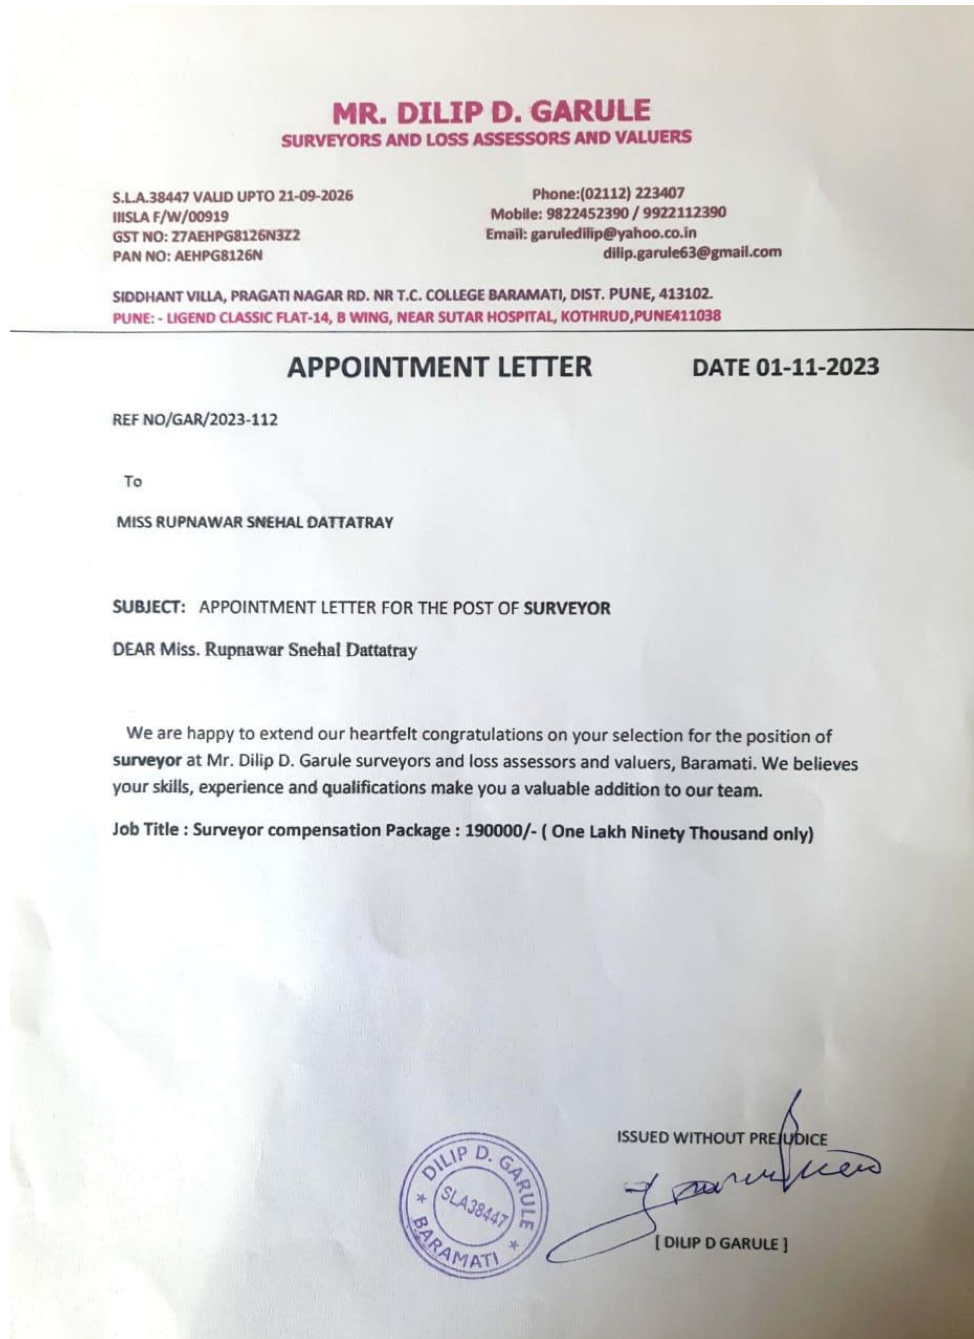 MR. DILIP D. GARULE
SURVEYORS AND LOSS ASSESSORS AND VALUERS
S.L.A.38447 VALID UPTO 21-09-2026
IIISLA F/W/00919
GST NO: 27AEHPG8126N3Z2
PAN NO: AEHPG8126N
Phone:(02112) 223407
Mobile: 9822452390 / 9922112390
Email: garuledilip@yahoo.co.in
dilip.garule63@gmail.com
SIDDHANT VILLA, PRAGATI NAGAR RD. NR T.C. COLLEGE BARAMATI, DIST. PUNE, 413102.
PUNE: - LIGEND CLASSIC FLAT-14, B WING, NEAR SUTAR HOSPITAL, KOTHRUD,PUNE411038
APPOINTMENT LETTER DATE 01-11-2023
REF NO/GAR/2023-112
To
MISS RUPNAWAR SNEHAL DATTATRAY
SUBJECT: APPOINTMENT LETTER FOR THE POST OF SURVEYOR
DEAR Miss. Rupnawar Snehal Dattatray
We are happy to extend our heartfelt congratulations on your selection for the position of
surveyor at Mr. Dilip D. Garule surveyors and loss assessors and valuers, Baramati. We believes
your skills, experience and qualifications make you a valuable addition to our team.
Job Title : Surveyor compensation Package : 190000/- ( One Lakh Ninety Thousand only)
ISSUED WITHOUT PREJUDICE
DILIP D. GARULE
SLA38447
BARAMATI
[ DILIP D GARULE ]